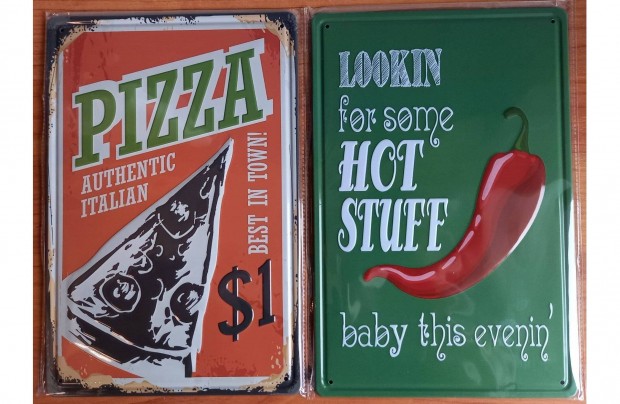 PIZZA
AUTHENTIC
ITALIAN
BEST IN TOWN!
$1
LOOKIN
for some
HOT
STUFF
baby this evenin'